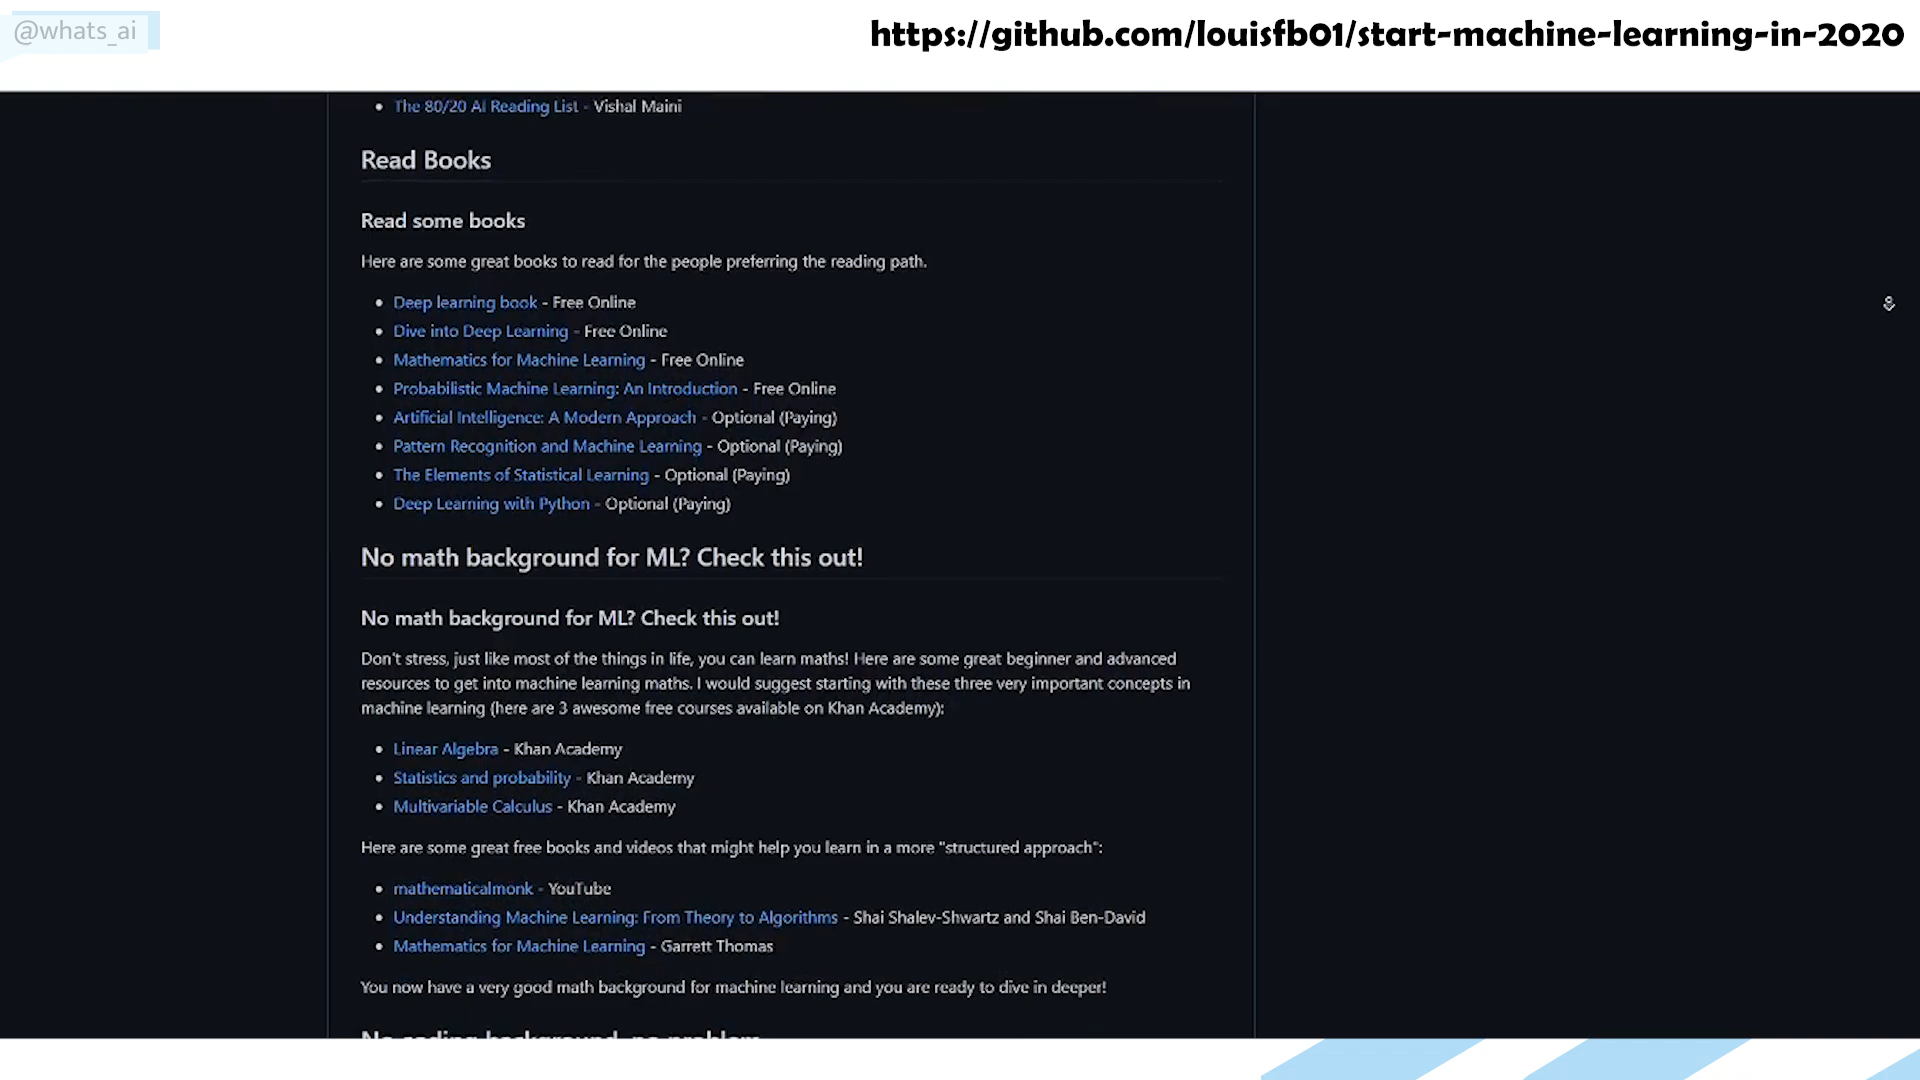 @whats_ai
https://github.com/louisfb01/start-machine-learning-in-2020
The 80/20 AI Reading List - Vishal Maini
Read Books
Read some books
Here are some great books to read for the people preferring the reading path.
Deep learning book - Free Online
Dive into Deep Learning - Free Online
Mathematics for Machine Learning - Free Online
Probabilistic Machine Learning: An Introduction - Free Online
Artificial Intelligence: A Modern Approach - Optional (Paying)
Pattern Recognition and Machine Learning - Optional (Paying)
The Elements of Statistical Learning - Optional (Paying)
Deep Learning with Python - Optional (Paying)
No math background for ML? Check this out!
No math background for ML? Check this out!
Don't stress, just like most of the things in life, you can learn maths! Here are some great beginner and advanced
resources to get into machine learning maths. I would suggest starting with these three very important concepts in
machine learning (here are 3 awesome free courses available on Khan Academy):
Linear Algebra - Khan Academy
Statistics and probability - Khan Academy
Multivariable Calculus - Khan Academy
Here are some great free books and videos that might help you learn in a more "structured approach":
mathematicalmonk - YouTube
Understanding Machine Learning: From Theory to Algorithms - Shai Shalev-Shwartz and Shai Ben-David
Mathematics for Machine Learning - Garrett Thomas
You now have a very good math background for machine learning and you are ready to dive in deeper!
No coding background, no problem